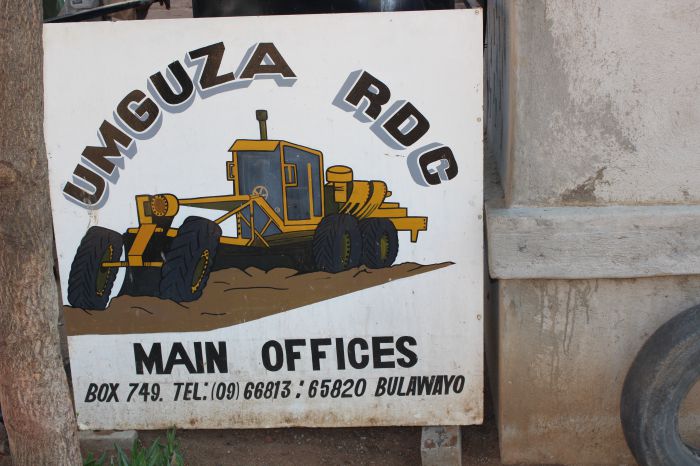 UMGUZA RDC
MAIN OFFICES
BOX 749. TEL: (09) 66813: 65820 BULAWAYO